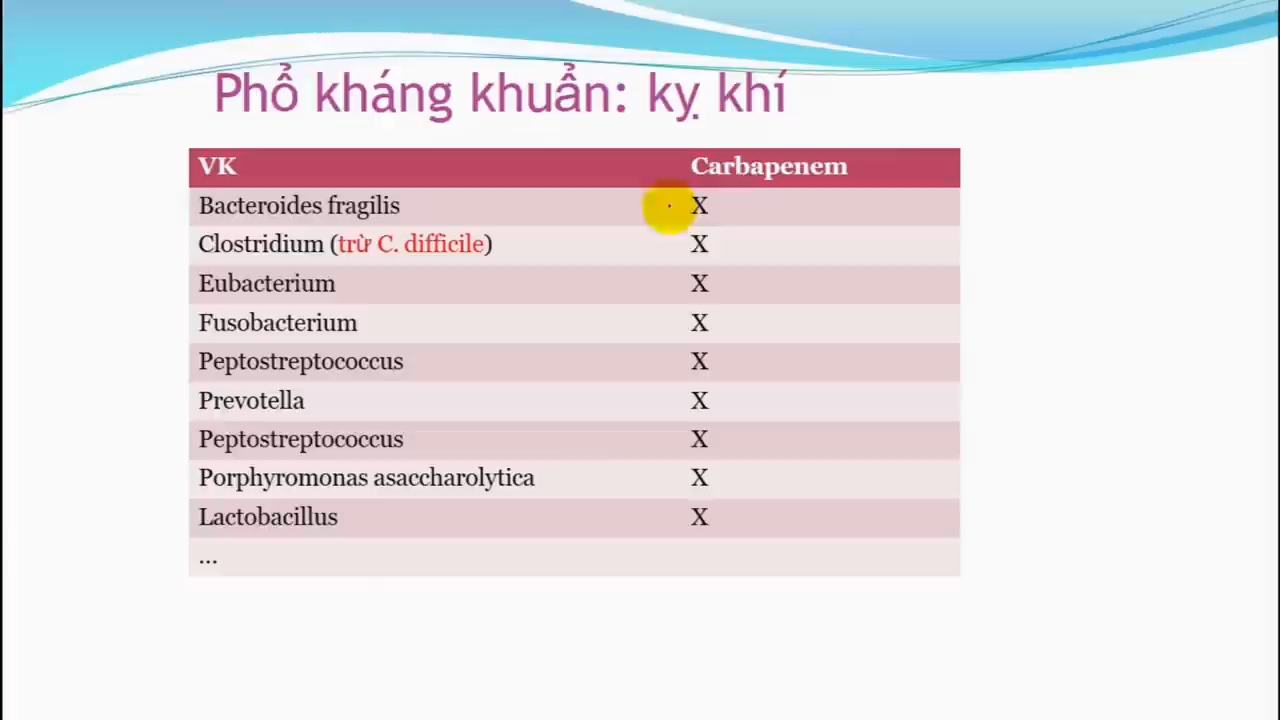 Phổ kháng khuẩn: kỵ khí
VK Carbapenem
Bacteroides fragilis X
Clostridium (trừ C. difficile) X
Eubacterium X
Fusobacterium X
Peptostreptococcus X
Prevotella X
Peptostreptococcus X
Porphyromonas asaccharolytica X
Lactobacillus X
...